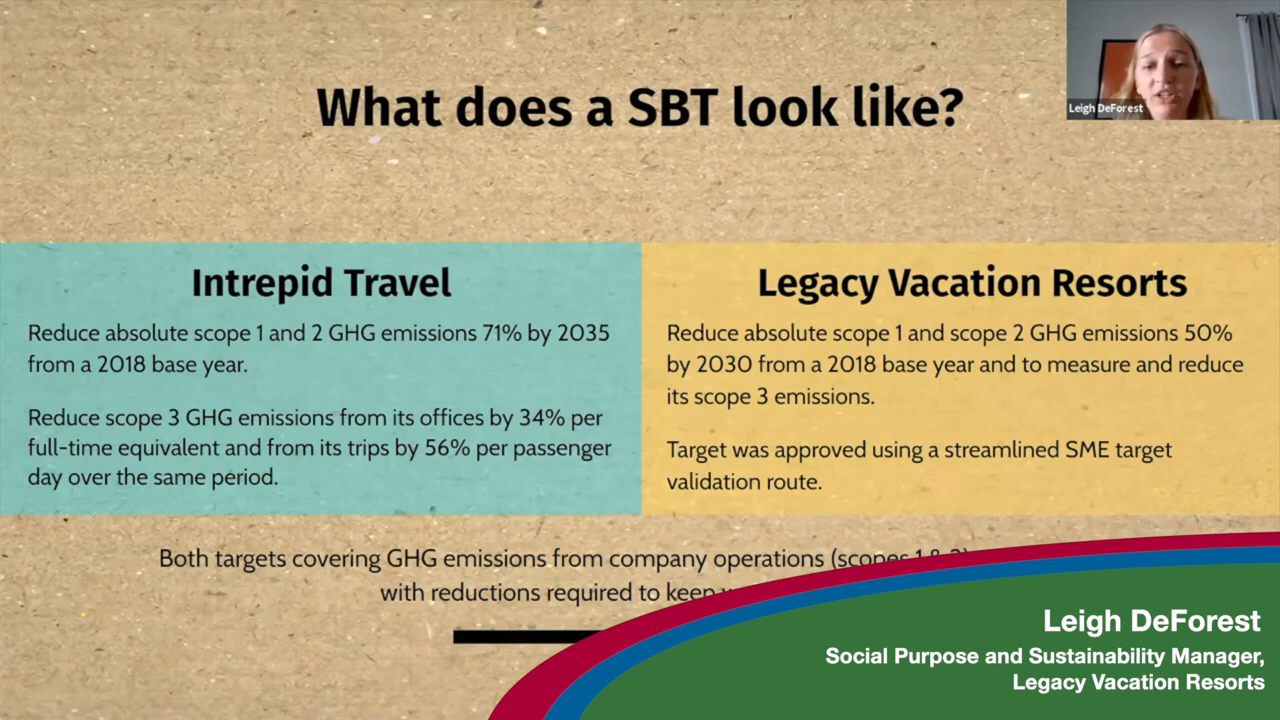 What does a SBT look like?
Leigh DeForest
Intrepid Travel
Reduce absolute scope 1 and 2 GHG emissions 71% by 2035
from a 2018 base year.
Reduce scope 3 GHG emissions from its offices by 34% per
full-time equivalent and from its trips by 56% per passenger
day over the same period.
Legacy Vacation Resorts
Reduce absolute scope 1 and scope 2 GHG emissions 50%
by 2030 from a 2018 base year and to measure and reduce
its scope 3 emissions.
Target was approved using a streamlined SME target
validation route.
Both targets covering GHG emissions from company operations (scopes 1 & 2)
with reductions required to keep
Leigh DeForest
Social Purpose and Sustainability Manager,
Legacy Vacation Resorts